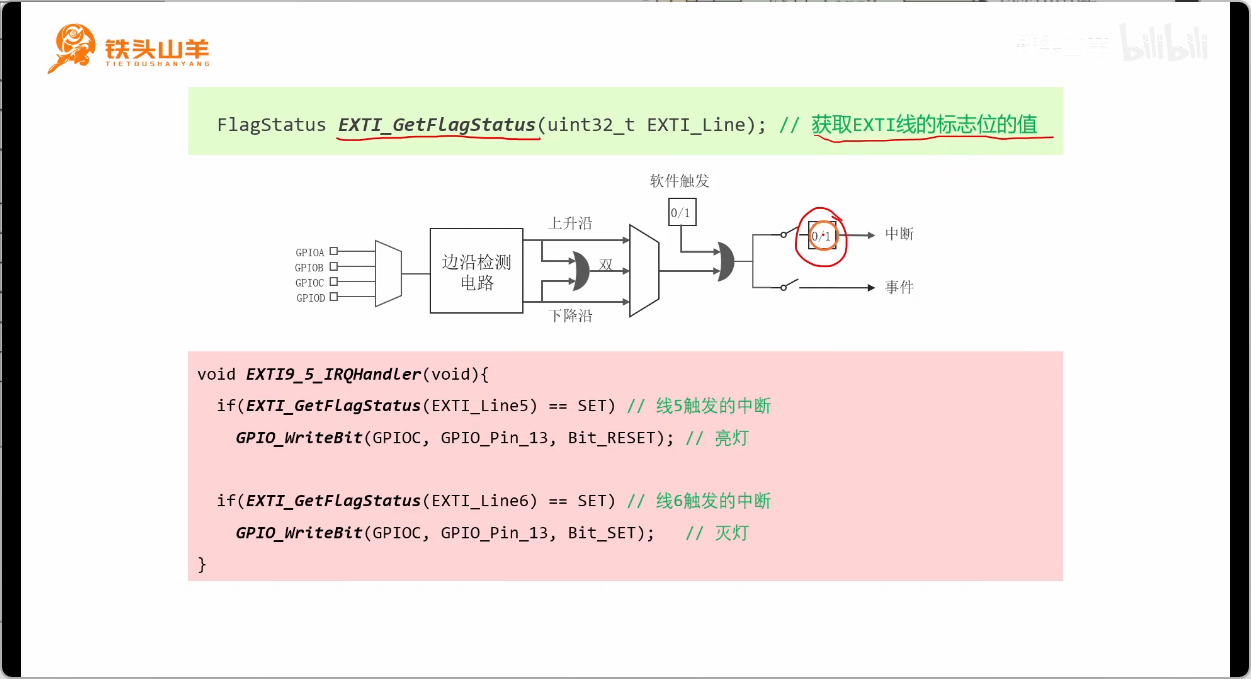 铁头山羊
TIETOUSHANYANG
bilibili
FlagStatus EXTI_GetFlagStatus(uint32_t EXTI_Line); // 获取EXTI线的标志位的值
软件触发
0/1
上升沿
GPIOA
GPIOB
GPIOC
GPIOD
边沿检测
电路
双
下降沿
0/1
中断
事件
void EXTI9_5_IRQHandler(void){
if(EXTI_GetFlagStatus(EXTI_Line5) == SET) // 线5触发的中断
GPIO_WriteBit(GPIOC, GPIO_Pin_13, Bit_RESET); // 亮灯
if(EXTI_GetFlagStatus(EXTI_Line6) == SET) // 线6触发的中断
GPIO_WriteBit(GPIOC, GPIO_Pin_13, Bit_SET); // 灭灯
}